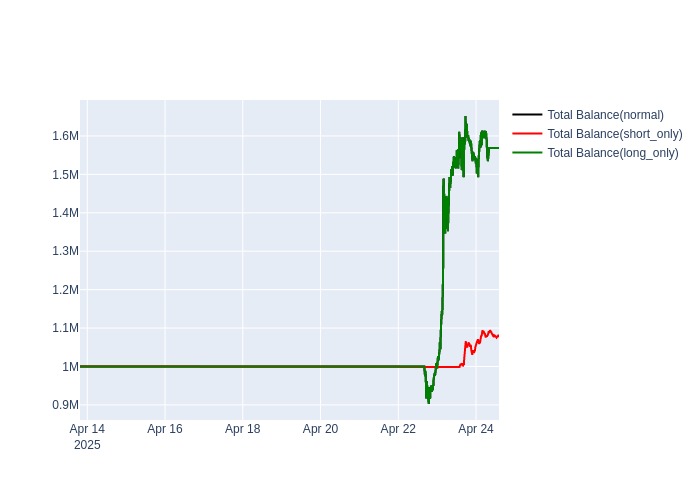 Total Balance(normal)
Total Balance(short_only)
Total Balance(long_only)
1.6M
1.5M
1.4M
1.3M
1.2M
1.1M
1M
0.9M
Apr 14 Apr 16 Apr 18 Apr 20 Apr 22 Apr 24
2025